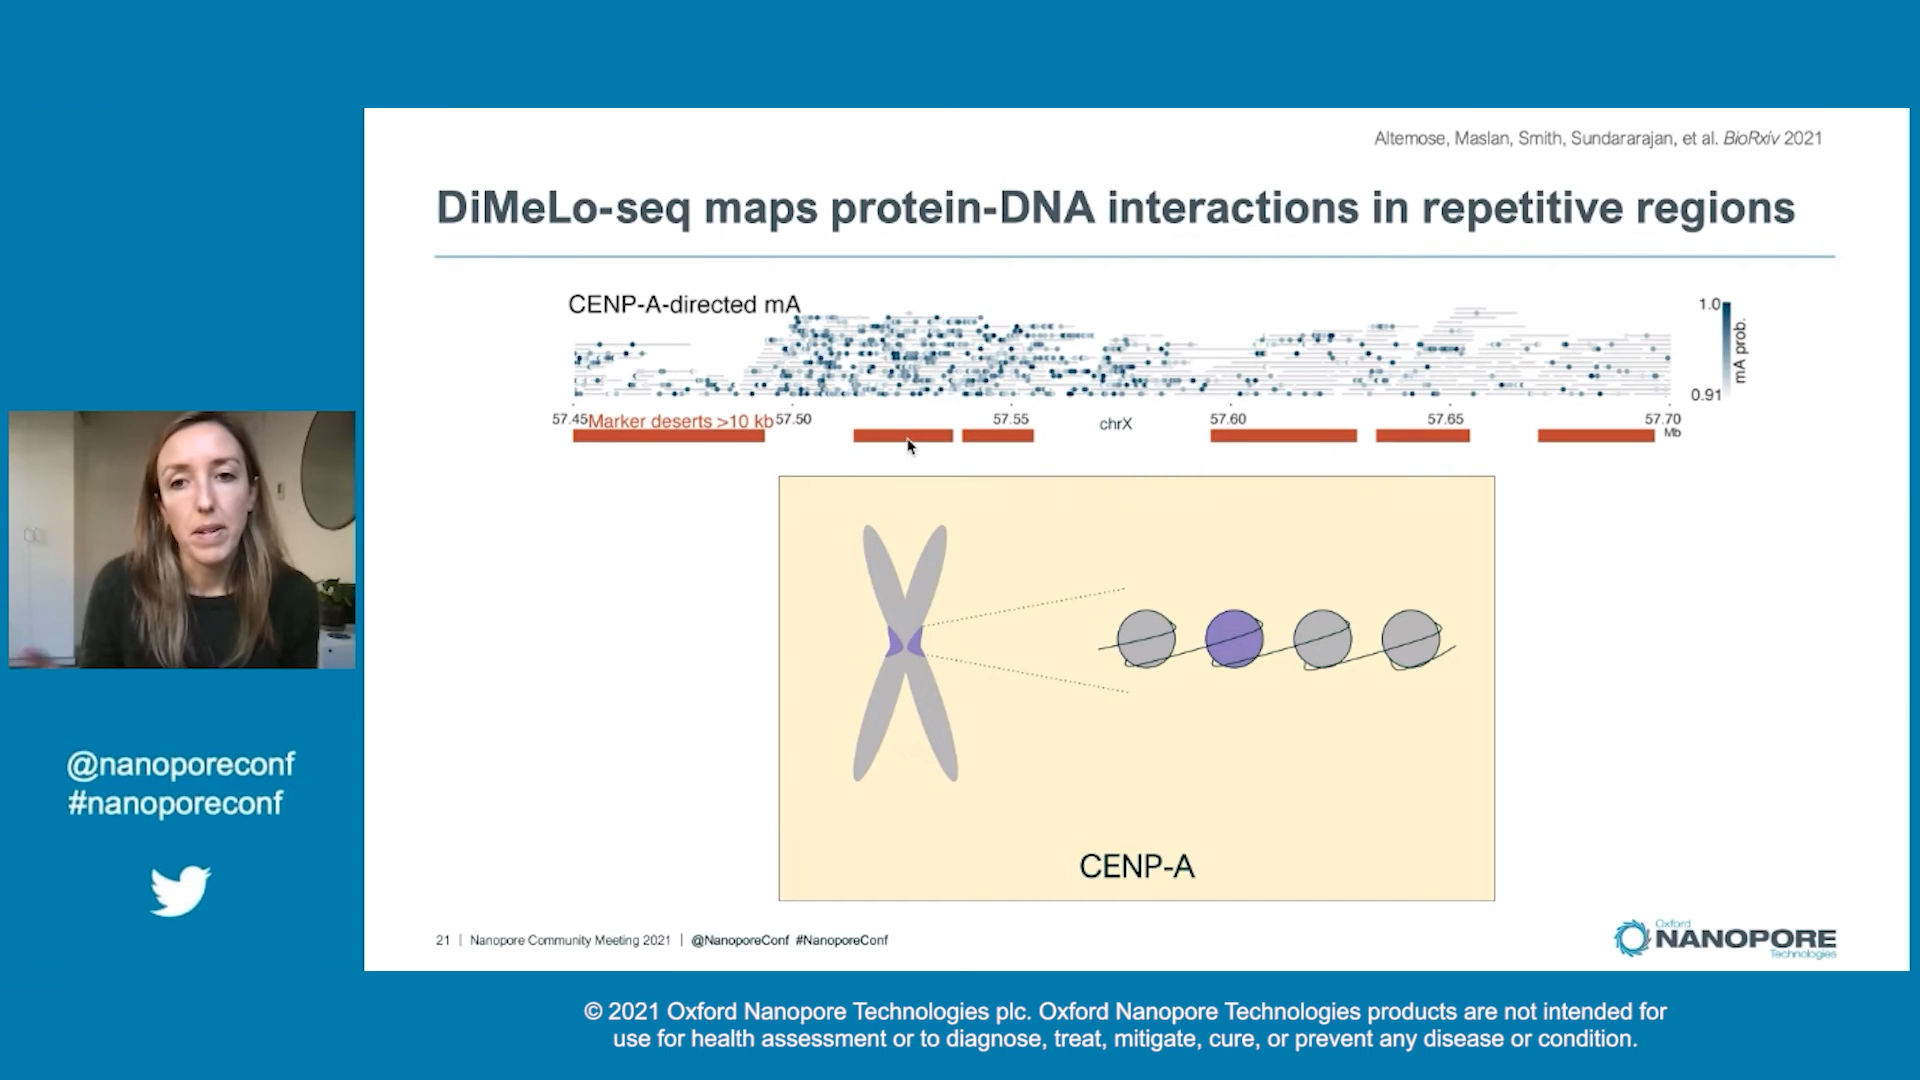 Altemose, Maslan, Smith, Sundararajan, et al. BioRxiv 2021
DiMeLo-seq maps protein-DNA interactions in repetitive regions
CENP-A-directed mA
1.0
mA prob.
0.91
57.45 Marker deserts >10 kb 57.50 57.55 chrX 57.60 57.65 57.70
Mb
CENP-A
@nanoporeconf
#nanoporeconf
21 | Nanopore Community Meeting 2021 | @NanoporeConf #NanoporeConf
Oxford
NANOPORE
Technologies
© 2021 Oxford Nanopore Technologies plc. Oxford Nanopore Technologies products are not intended for
use for health assessment or to diagnose, treat, mitigate, cure, or prevent any disease or condition.